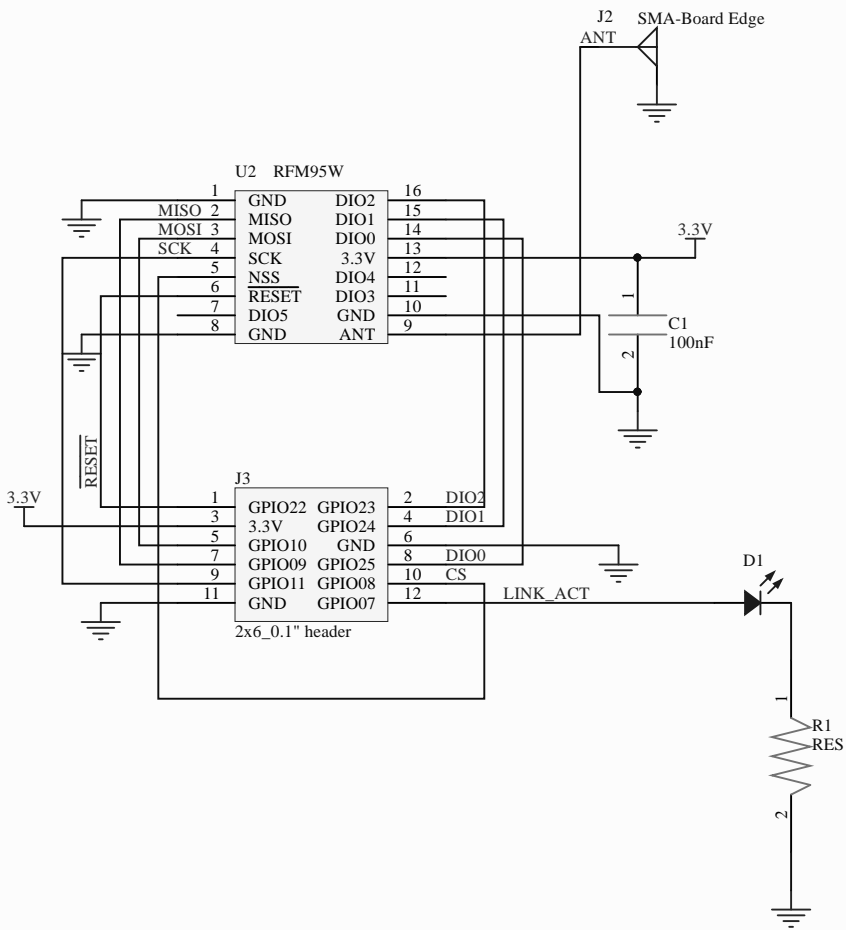 J2 SMA-Board Edge
ANT
U2 RFM95W
1 GND DIO2 16
MISO 2 MISO DIO1 15
MOSI 3 MOSI DIO0 14
SCK 4 SCK 3.3V 13
5 NSS DIO4 12
6 RESET DIO3 11
7 DIO5 GND 10
8 GND ANT 9
3.3V
1
C1
100nF
2
RESET
J3
3.3V
1 GPIO22 GPIO23 2 DIO2
3 3.3V GPIO24 4 DIO1
5 GPIO10 GND 6
7 GPIO09 GPIO25 8 DIO0
9 GPIO11 GPIO08 10 CS
11 GND GPIO07 12 LINK_ACT
2x6_0.1" header
D1
1
R1
RES
2